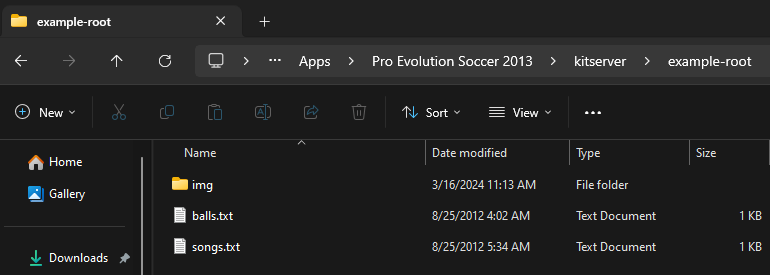 example-root
Apps Pro Evolution Soccer 2013 kitserver example-root
New Sort View
Home
Gallery
Downloads
Name Date modified Type Size
img 3/16/2024 11:13 AM File folder
balls.txt 8/25/2012 4:02 AM Text Document 1 KB
songs.txt 8/25/2012 5:34 AM Text Document 1 KB